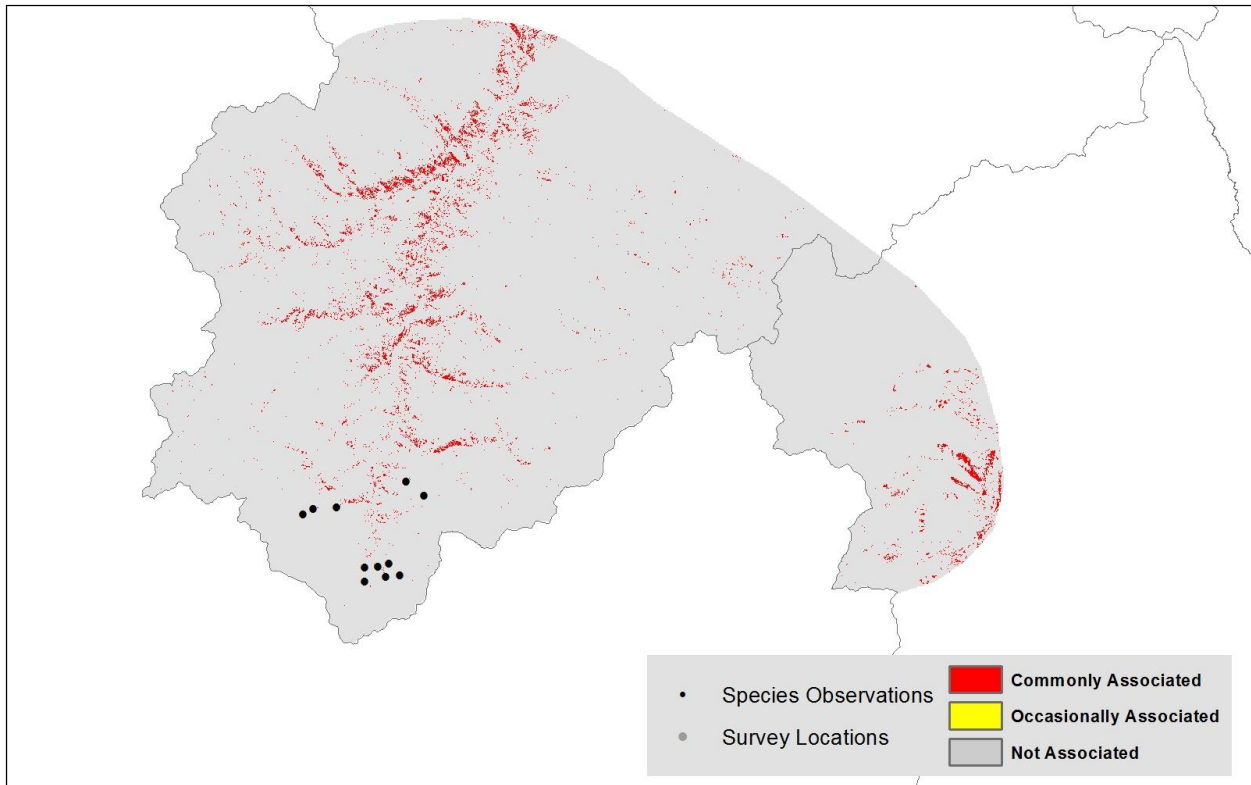 Species Observations
Survey Locations
Commonly Associated
Occasionally Associated
Not Associated